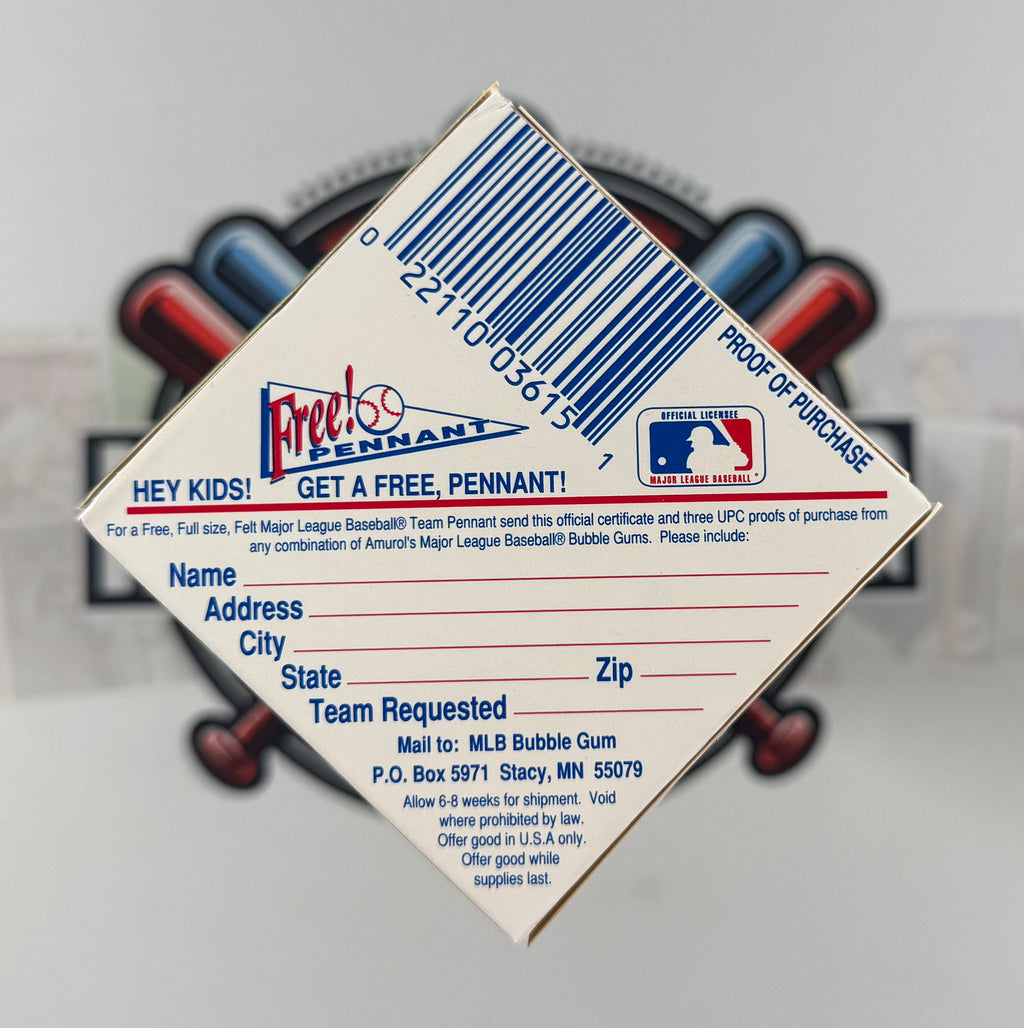 0 22110 03615 1
PROOF OF PURCHASE
Free!
PENNANT
OFFICIAL LICENSEE
MAJOR LEAGUE BASEBALL®
HEY KIDS! GET A FREE, PENNANT!
For a Free, Full size, Felt Major League Baseball® Team Pennant send this official certificate and three UPC proofs of purchase from
any combination of Amurol's Major League Baseball® Bubble Gums. Please include:
Name
Address
City
State Zip
Team Requested
Mail to: MLB Bubble Gum
P.O. Box 5971 Stacy, MN 55079
Allow 6-8 weeks for shipment. Void
where prohibited by law.
Offer good in U.S.A only.
Offer good while
supplies last.